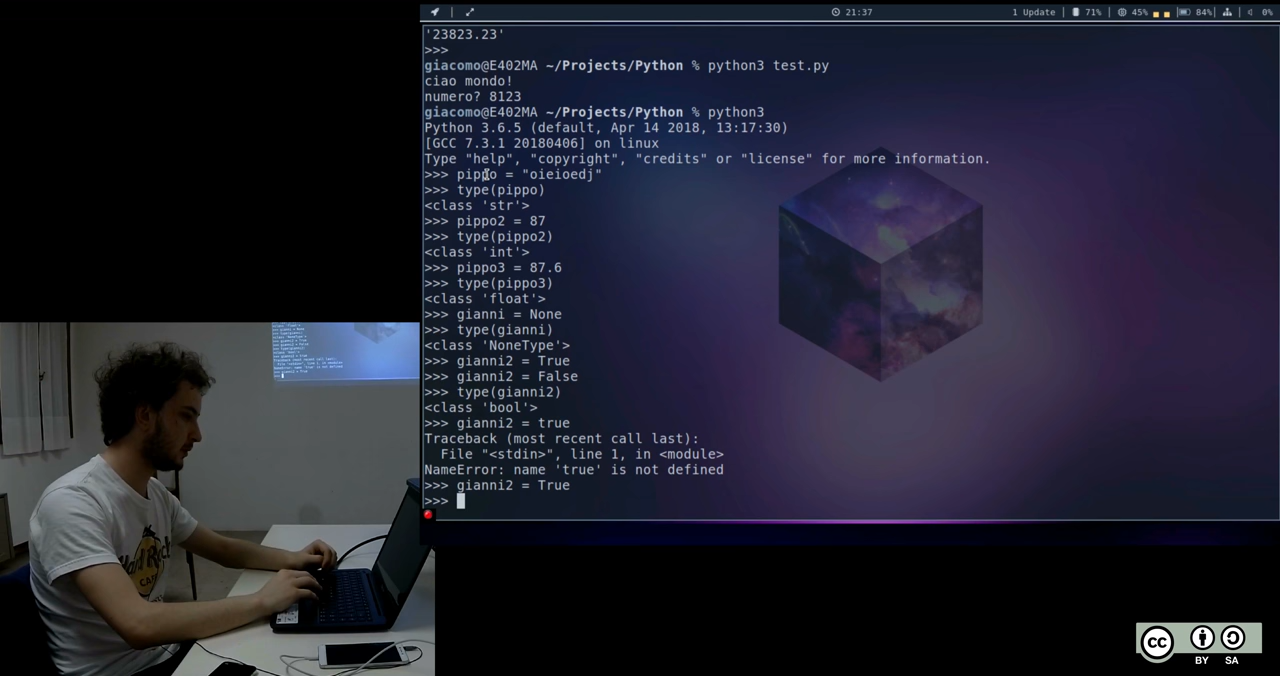 21:37
1 Update
71%
45%
84%
0%
'23823.23'
>>>
giacomo@E402MA ~/Projects/Python % python3 test.py
ciao mondo!
numero? 8123
giacomo@E402MA ~/Projects/Python % python3
Python 3.6.5 (default, Apr 14 2018, 13:17:30)
[GCC 7.3.1 20180406] on linux
Type "help", "copyright", "credits" or "license" for more information.
>>> pippo = "oieioedj"
>>> type(pippo)
<class 'str'>
>>> pippo2 = 87
>>> type(pippo2)
<class 'int'>
>>> pippo3 = 87.6
>>> type(pippo3)
<class 'float'>
>>> gianni = None
>>> type(gianni)
<class 'NoneType'>
>>> gianni2 = True
>>> gianni2 = False
>>> type(gianni2)
<class 'bool'>
>>> gianni2 = true
Traceback (most recent call last):
  File "<stdin>", line 1, in <module>
NameError: name 'true' is not defined
>>> gianni2 = True
>>>
Hard Rock
CAFE
cc
BY SA